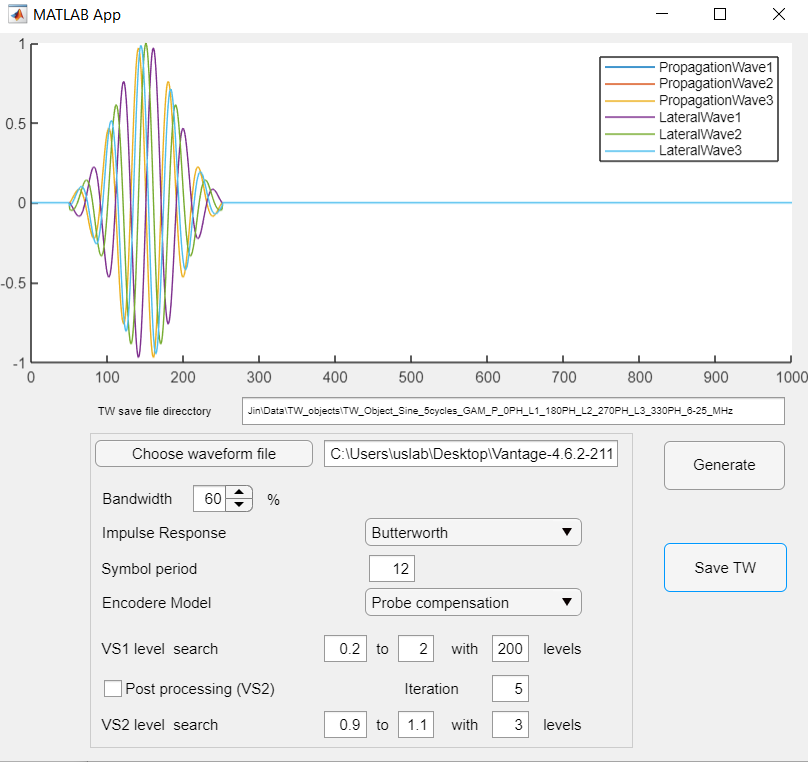 MATLAB App
PropagationWave1
PropagationWave2
PropagationWave3
LateralWave1
LateralWave2
LateralWave3
1
0.5
0
-0.5
-1
0 100 200 300 400 500 600 700 800 900 1000
TW save file direcctory Jin\Data\TW_objects\TW_Object_Sine_5cycles_GAM_P_0PH_L1_180PH_L2_270PH_L3_330PH_6-25_MHz
Choose waveform file C:\Users\uslab\Desktop\Vantage-4.6.2-211 Generate
Bandwidth 60 %
Impulse Response Butterworth
Symbol period 12 Save TW
Encodere Model Probe compensation
VS1 level search 0.2 to 2 with 200 levels
Post processing (VS2) Iteration 5
VS2 level search 0.9 to 1.1 with 3 levels